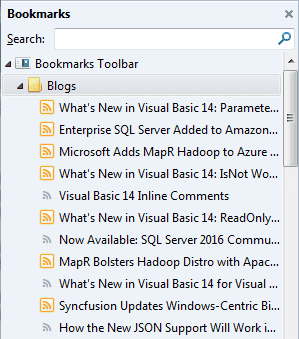 Bookmarks
Search:
Bookmarks Toolbar
Blogs
What's New in Visual Basic 14: Paramete...
Enterprise SQL Server Added to Amazon...
Microsoft Adds MapR Hadoop to Azure ...
What's New in Visual Basic 14: IsNot Wo...
Visual Basic 14 Inline Comments
What's New in Visual Basic 14: ReadOnly...
Now Available: SQL Server 2016 Commu...
MapR Bolsters Hadoop Distro with Apac...
What's New in Visual Basic 14 for Visual ...
Syncfusion Updates Windows-Centric Bi...
How the New JSON Support Will Work i...